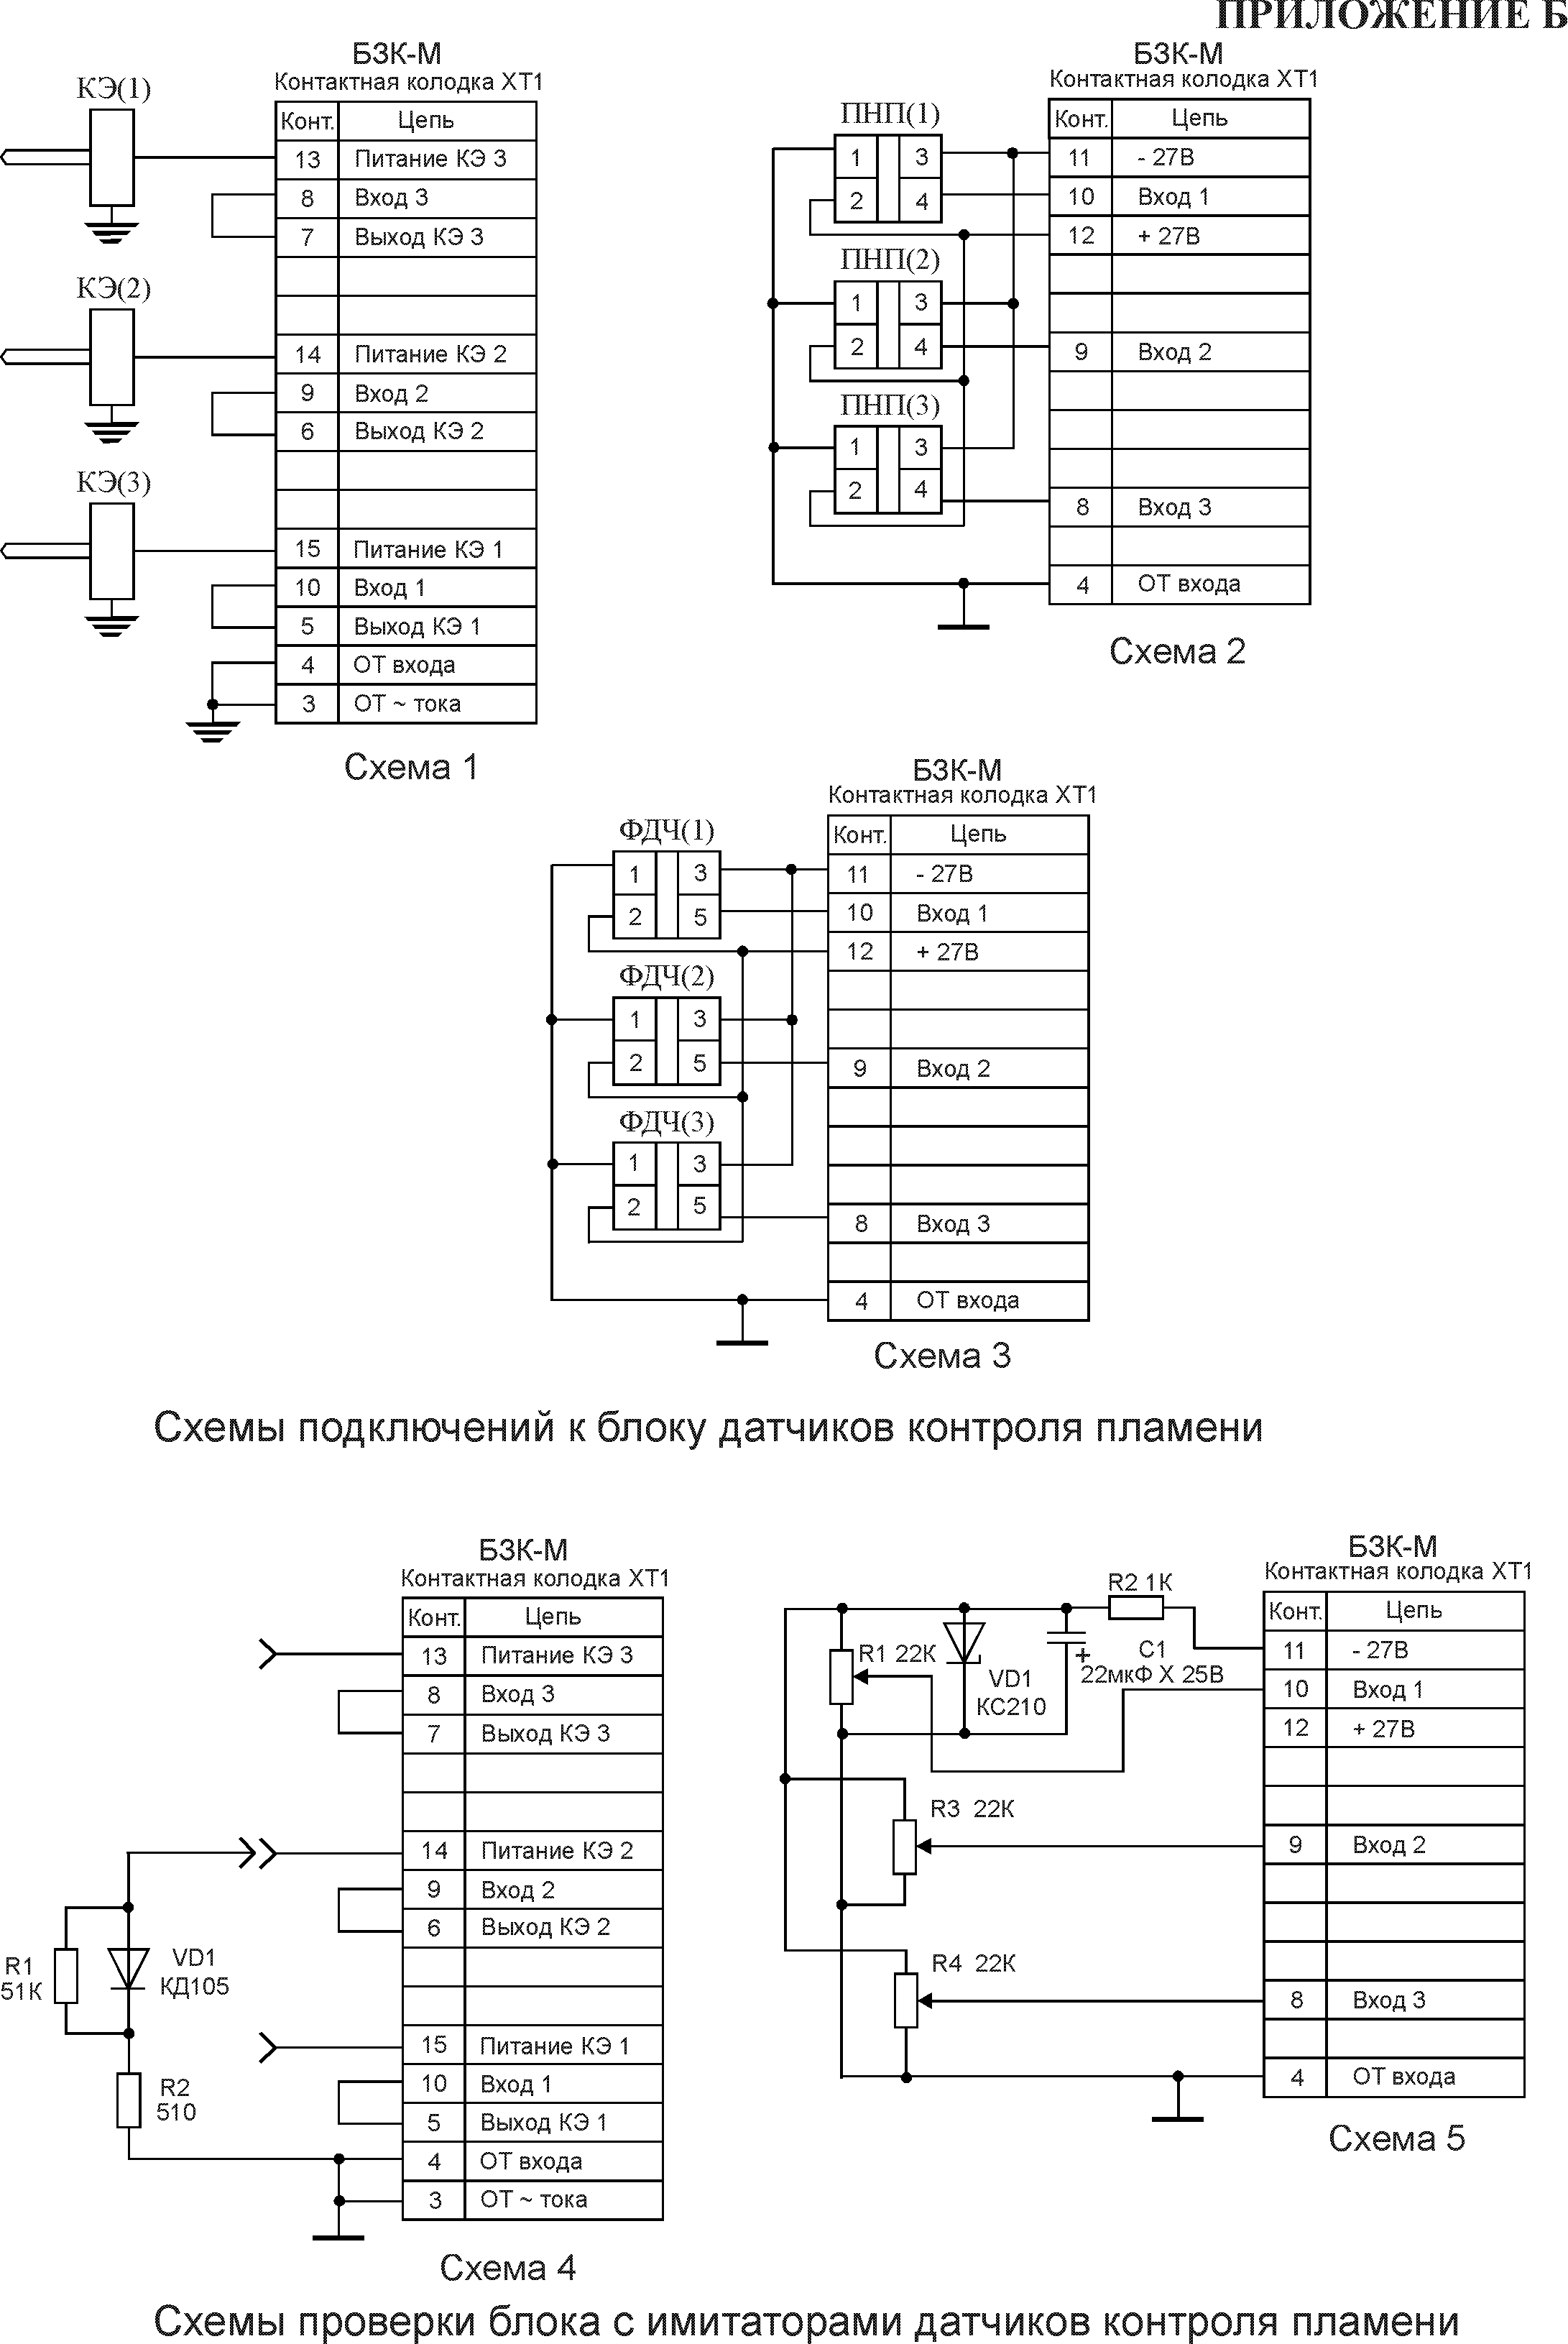 ПРИЛОЖЕНИЕ Б
БЗК-М
Контактная колодка ХТ1
Конт. Цепь
КЭ(1)
13 Питание КЭ 3
8 Вход 3
7 Выход КЭ 3
КЭ(2)
14 Питание КЭ 2
9 Вход 2
6 Выход КЭ 2
КЭ(3)
15 Питание КЭ 1
10 Вход 1
5 Выход КЭ 1
4 ОТ входа
3 ОТ ~ тока
Схема 1
БЗК-М
Контактная колодка ХТ1
Конт. Цепь
ПНП(1)
1 3 11 - 27В
2 4 10 Вход 1
12 + 27В
ПНП(2)
1 3
2 4 9 Вход 2
ПНП(3)
1 3
2 4 8 Вход 3
4 ОТ входа
Схема 2
БЗК-М
Контактная колодка ХТ1
Конт. Цепь
ФДЧ(1)
1 3 11 - 27В
2 5 10 Вход 1
12 + 27В
ФДЧ(2)
1 3
2 5 9 Вход 2
ФДЧ(3)
1 3
2 5 8 Вход 3
4 ОТ входа
Схема 3
Схемы подключений к блоку датчиков контроля пламени
БЗК-М
Контактная колодка ХТ1
Конт. Цепь
13 Питание КЭ 3
8 Вход 3
7 Выход КЭ 3
14 Питание КЭ 2
9 Вход 2
6 Выход КЭ 2
R1
51К
VD1
КД105
15 Питание КЭ 1
10 Вход 1
R2
510
5 Выход КЭ 1
4 ОТ входа
3 ОТ ~ тока
Схема 4
БЗК-М
Контактная колодка ХТ1
Конт. Цепь
R2 1К
11 - 27В
R1 22К
VD1
КС210
С1
+
22мкФ Х 25В
10 Вход 1
12 + 27В
R3 22К
9 Вход 2
R4 22К
8 Вход 3
4 ОТ входа
Схема 5
Схемы проверки блока с имитаторами датчиков контроля пламени